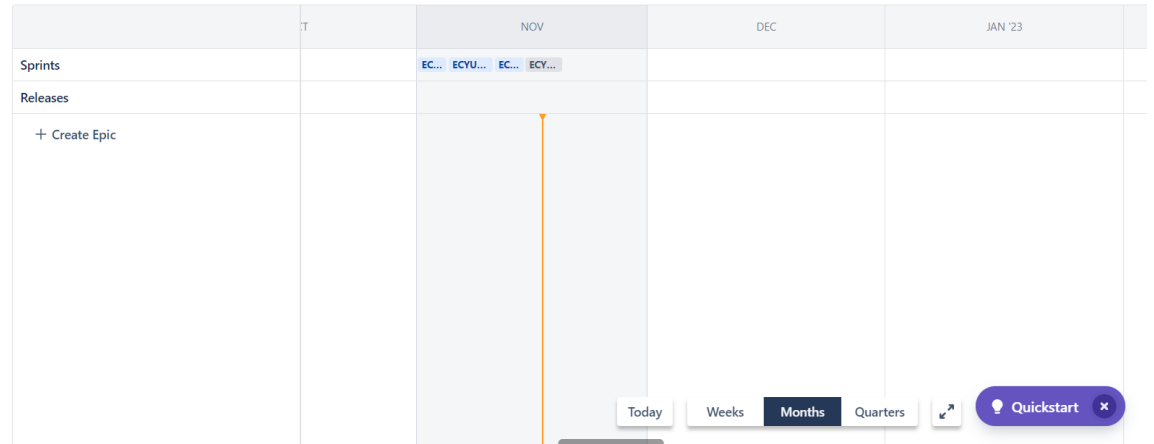 NOV DEC JAN '23
Sprints EC... ECYU... EC... ECY...
Releases
+ Create Epic
Today Weeks Months Quarters Quickstart